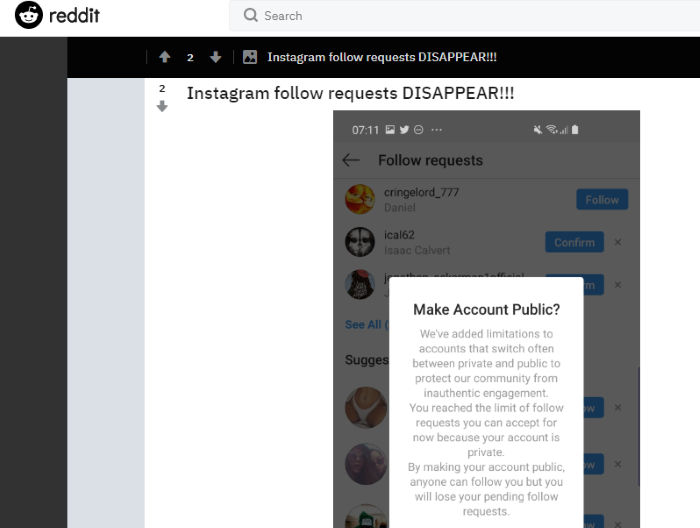 reddit
Search
2
Instagram follow requests DISAPPEAR!!!
2
Instagram follow requests DISAPPEAR!!!
07:11
Follow requests
cringelord_777
Daniel
Follow
ical62
Isaac Calvert
Confirm
See All (
Make Account Public?
We've added limitations to
accounts that switch often
between private and public to
protect our community from
inauthentic engagement.
You reached the limit of follow
requests you can accept for
now because your account is
private.
By making your account public,
anyone can follow you but you
will lose your pending follow
requests.
Sugges